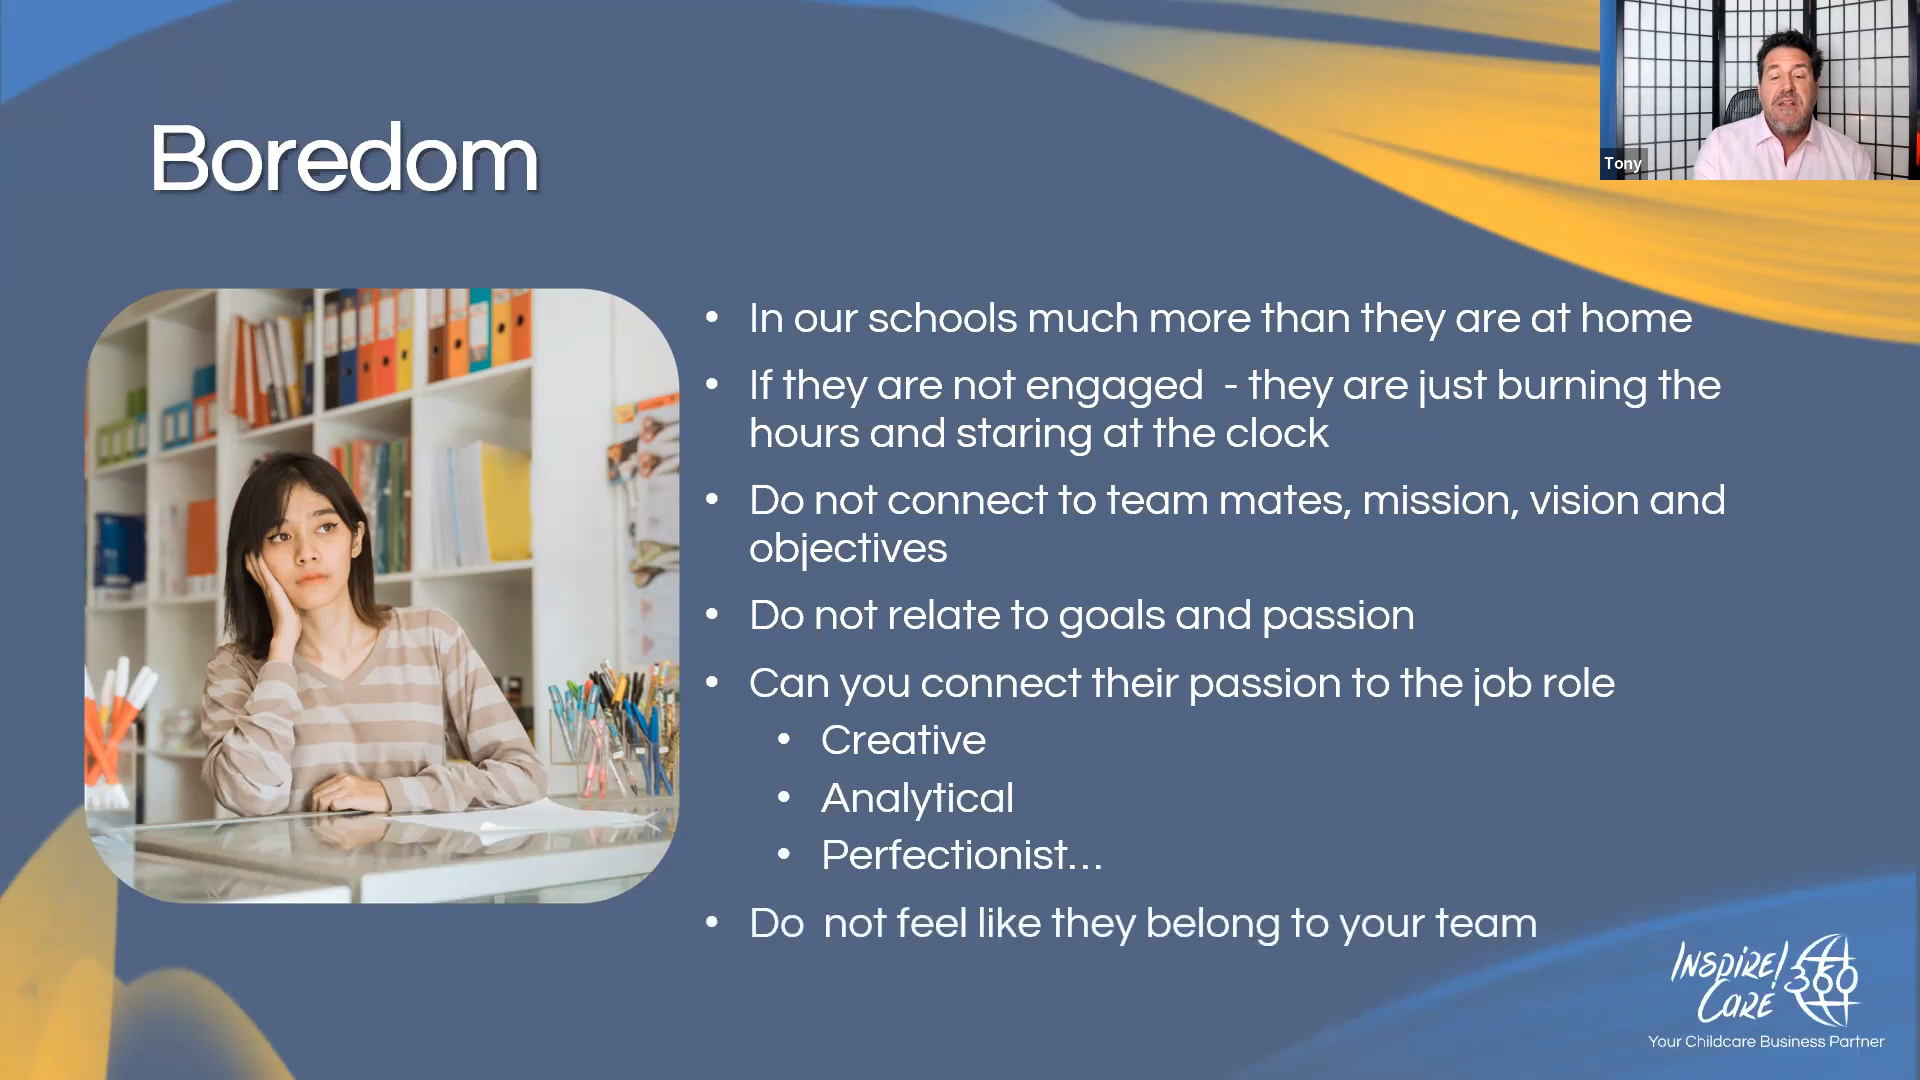 Boredom
Tony
• In our schools much more than they are at home
• If they are not engaged  - they are just burning the
hours and staring at the clock
• Do not connect to team mates, mission, vision and
objectives
• Do not relate to goals and passion
• Can you connect their passion to the job role
• Creative
• Analytical
• Perfectionist…
• Do  not feel like they belong to your team
INSPIRE!
CARE 360
Your Childcare Business Partner